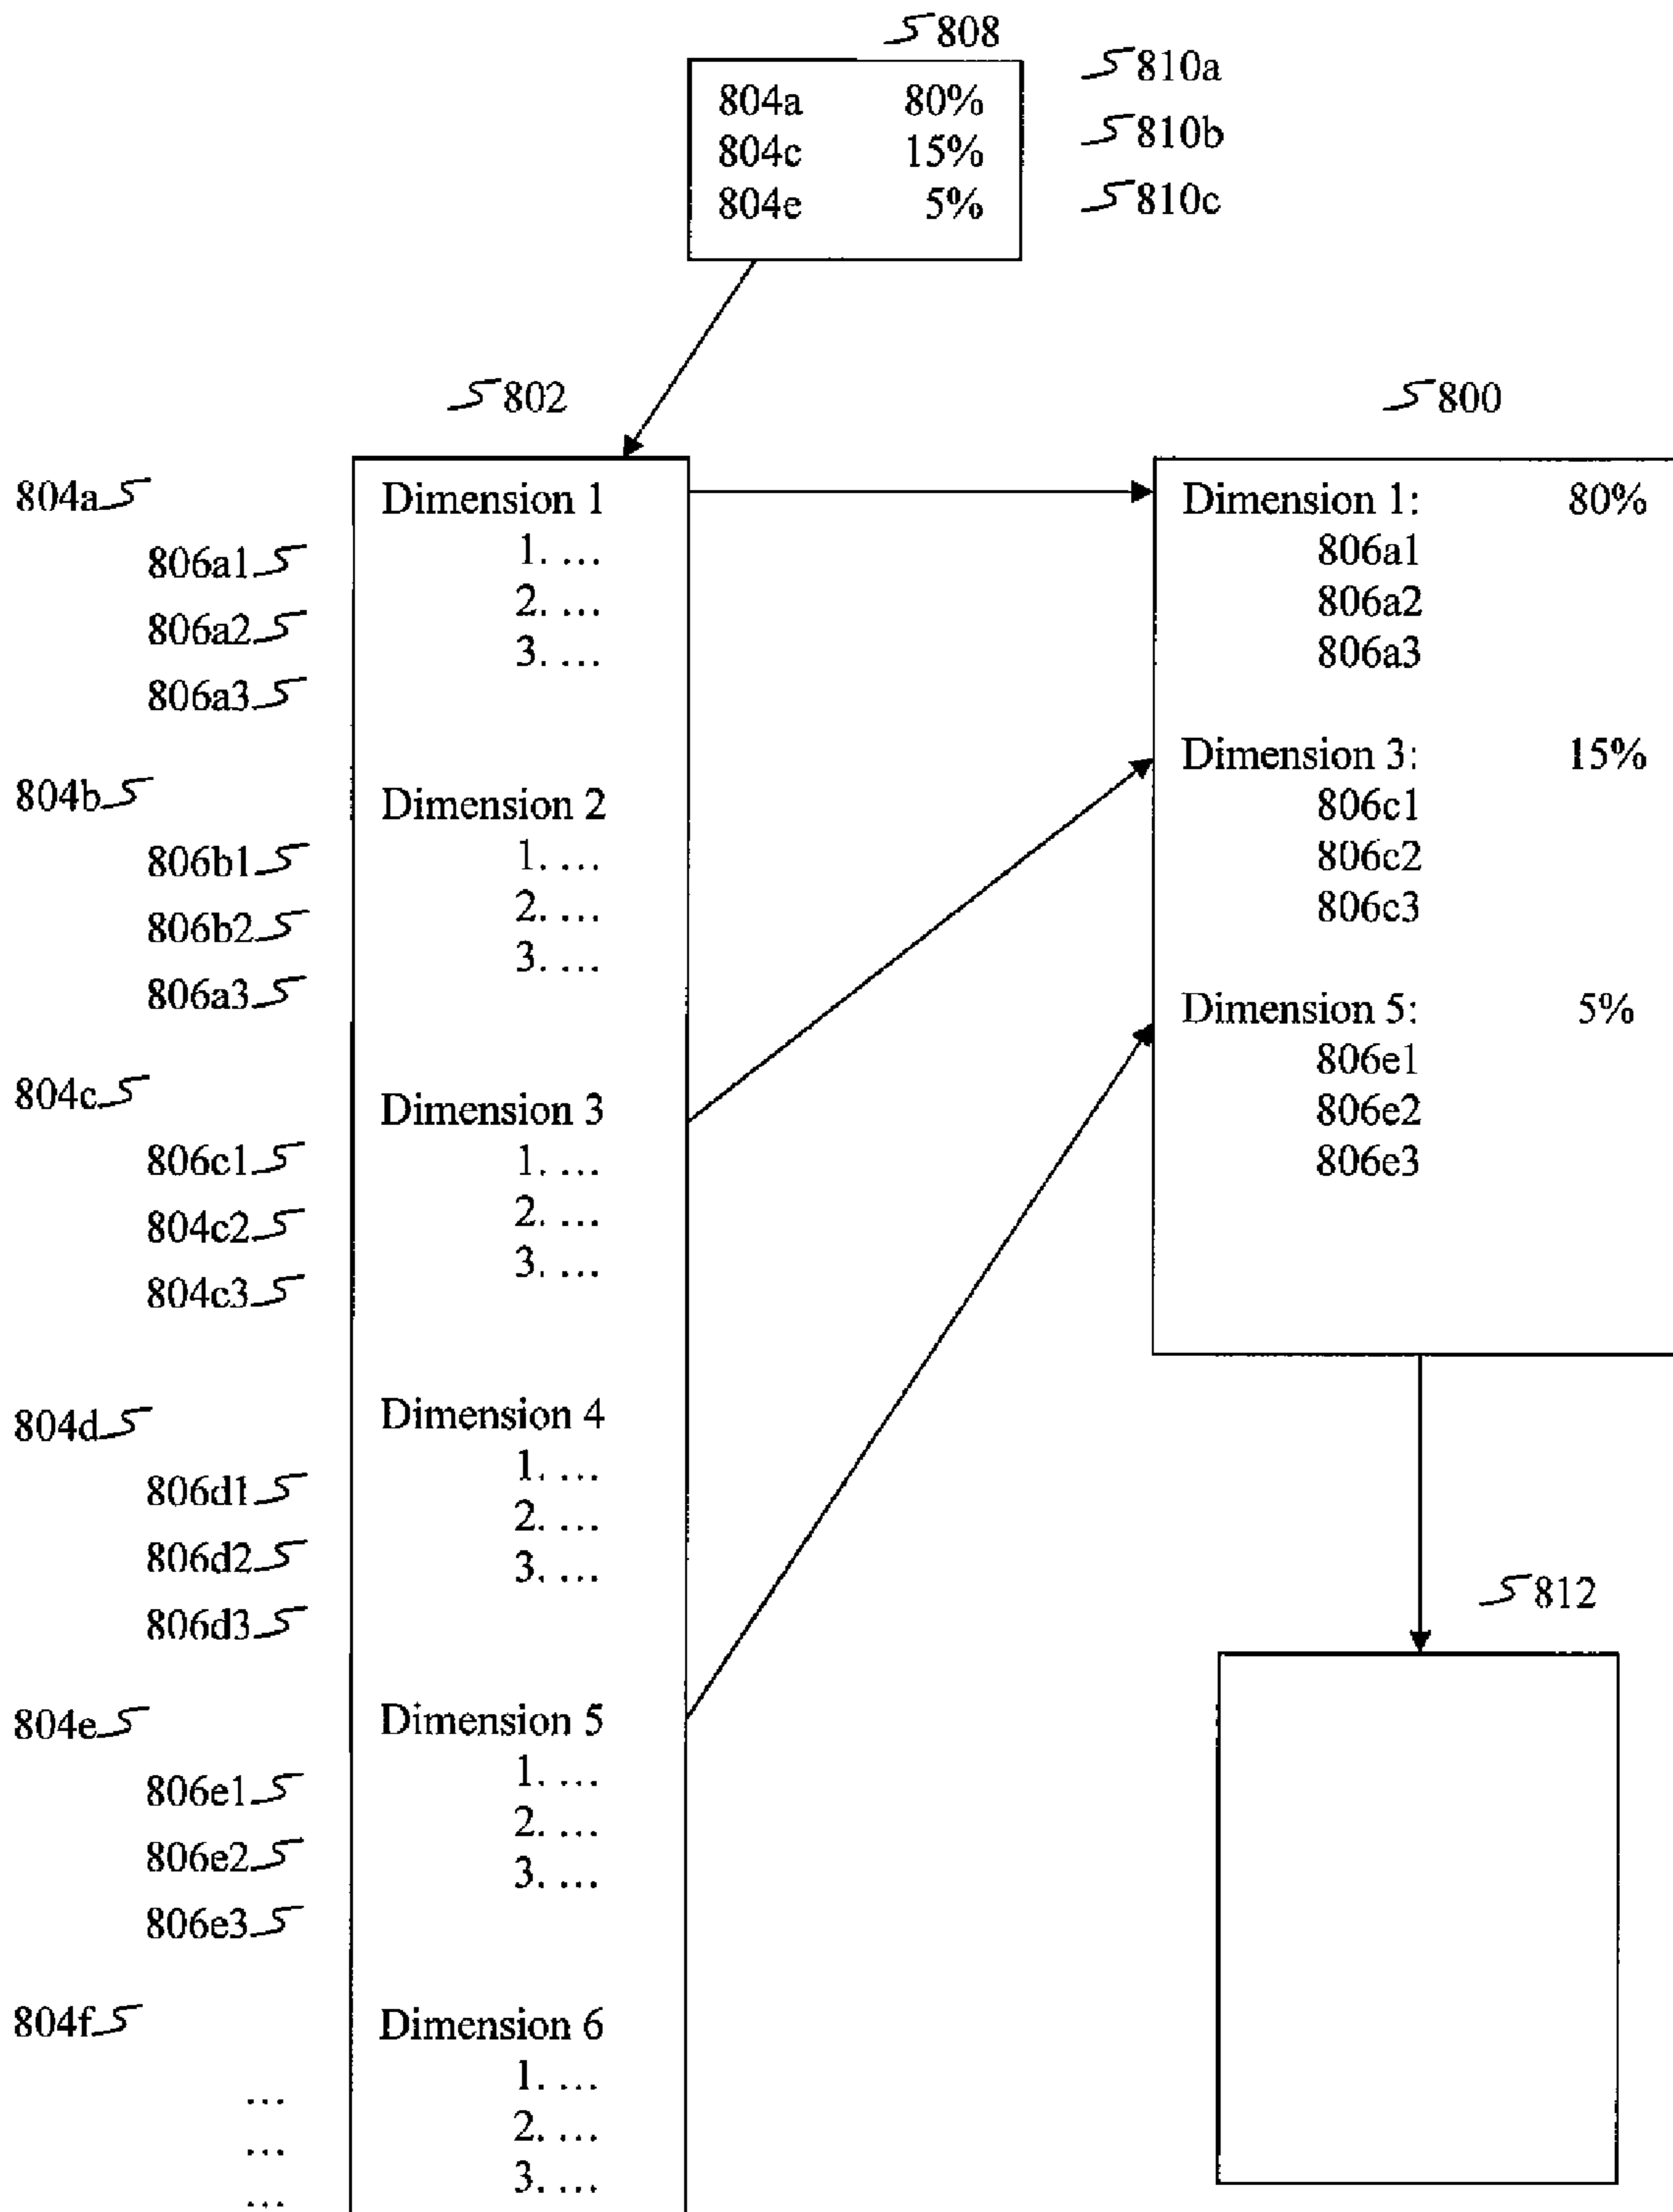 808
804a 80%
804c 15%
804e 5%
810a
810b
810c
802
800
804a
806a1
806a2
806a3
804b
806b1
806b2
806a3
804c
806c1
804c2
804c3
804d
806d1
806d2
806d3
804e
806e1
806e2
806e3
804f
...
...
...
Dimension 1
1. ...
2. ...
3. ...
Dimension 2
1. ...
2. ...
3. ...
Dimension 3
1. ...
2. ...
3. ...
Dimension 4
1. ...
2. ...
3. ...
Dimension 5
1. ...
2. ...
3. ...
Dimension 6
1. ...
2. ...
3. ...
Dimension 1: 80%
806a1
806a2
806a3
Dimension 3: 15%
806c1
806c2
806c3
Dimension 5: 5%
806e1
806e2
806e3
812